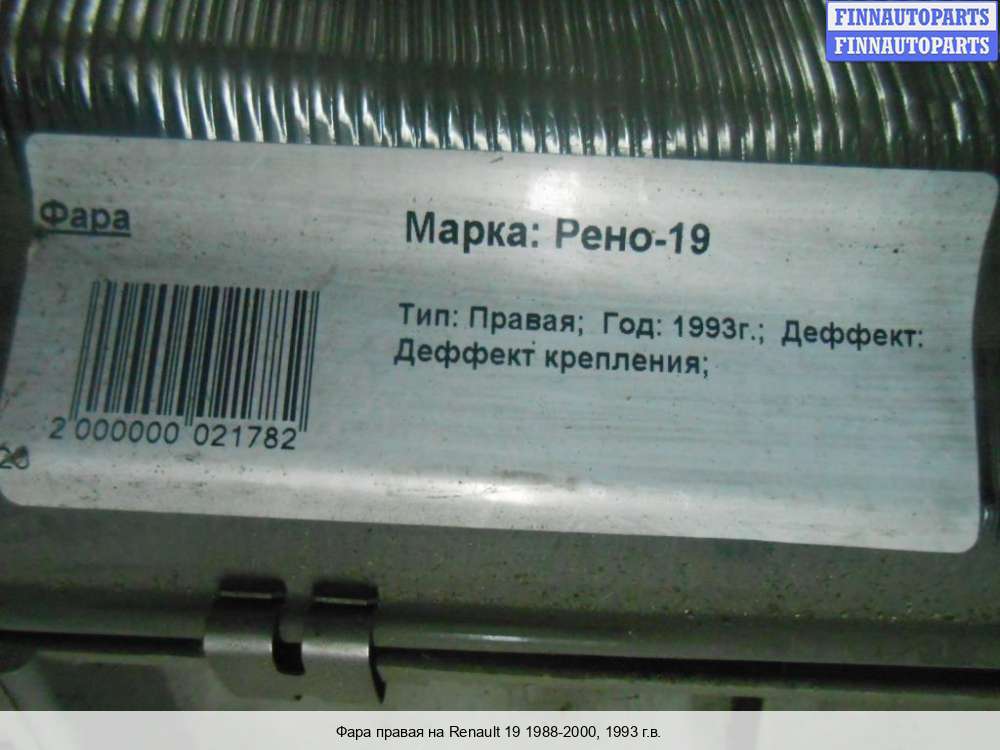 FINNAUTOPARTS
FINNAUTOPARTS
Фара
Марка: Рено-19
Тип: Правая; Год: 1993г.; Деффект:
Деффект крепления;
2 000000 021782
20
Фара правая на Renault 19 1988-2000, 1993 г.в.